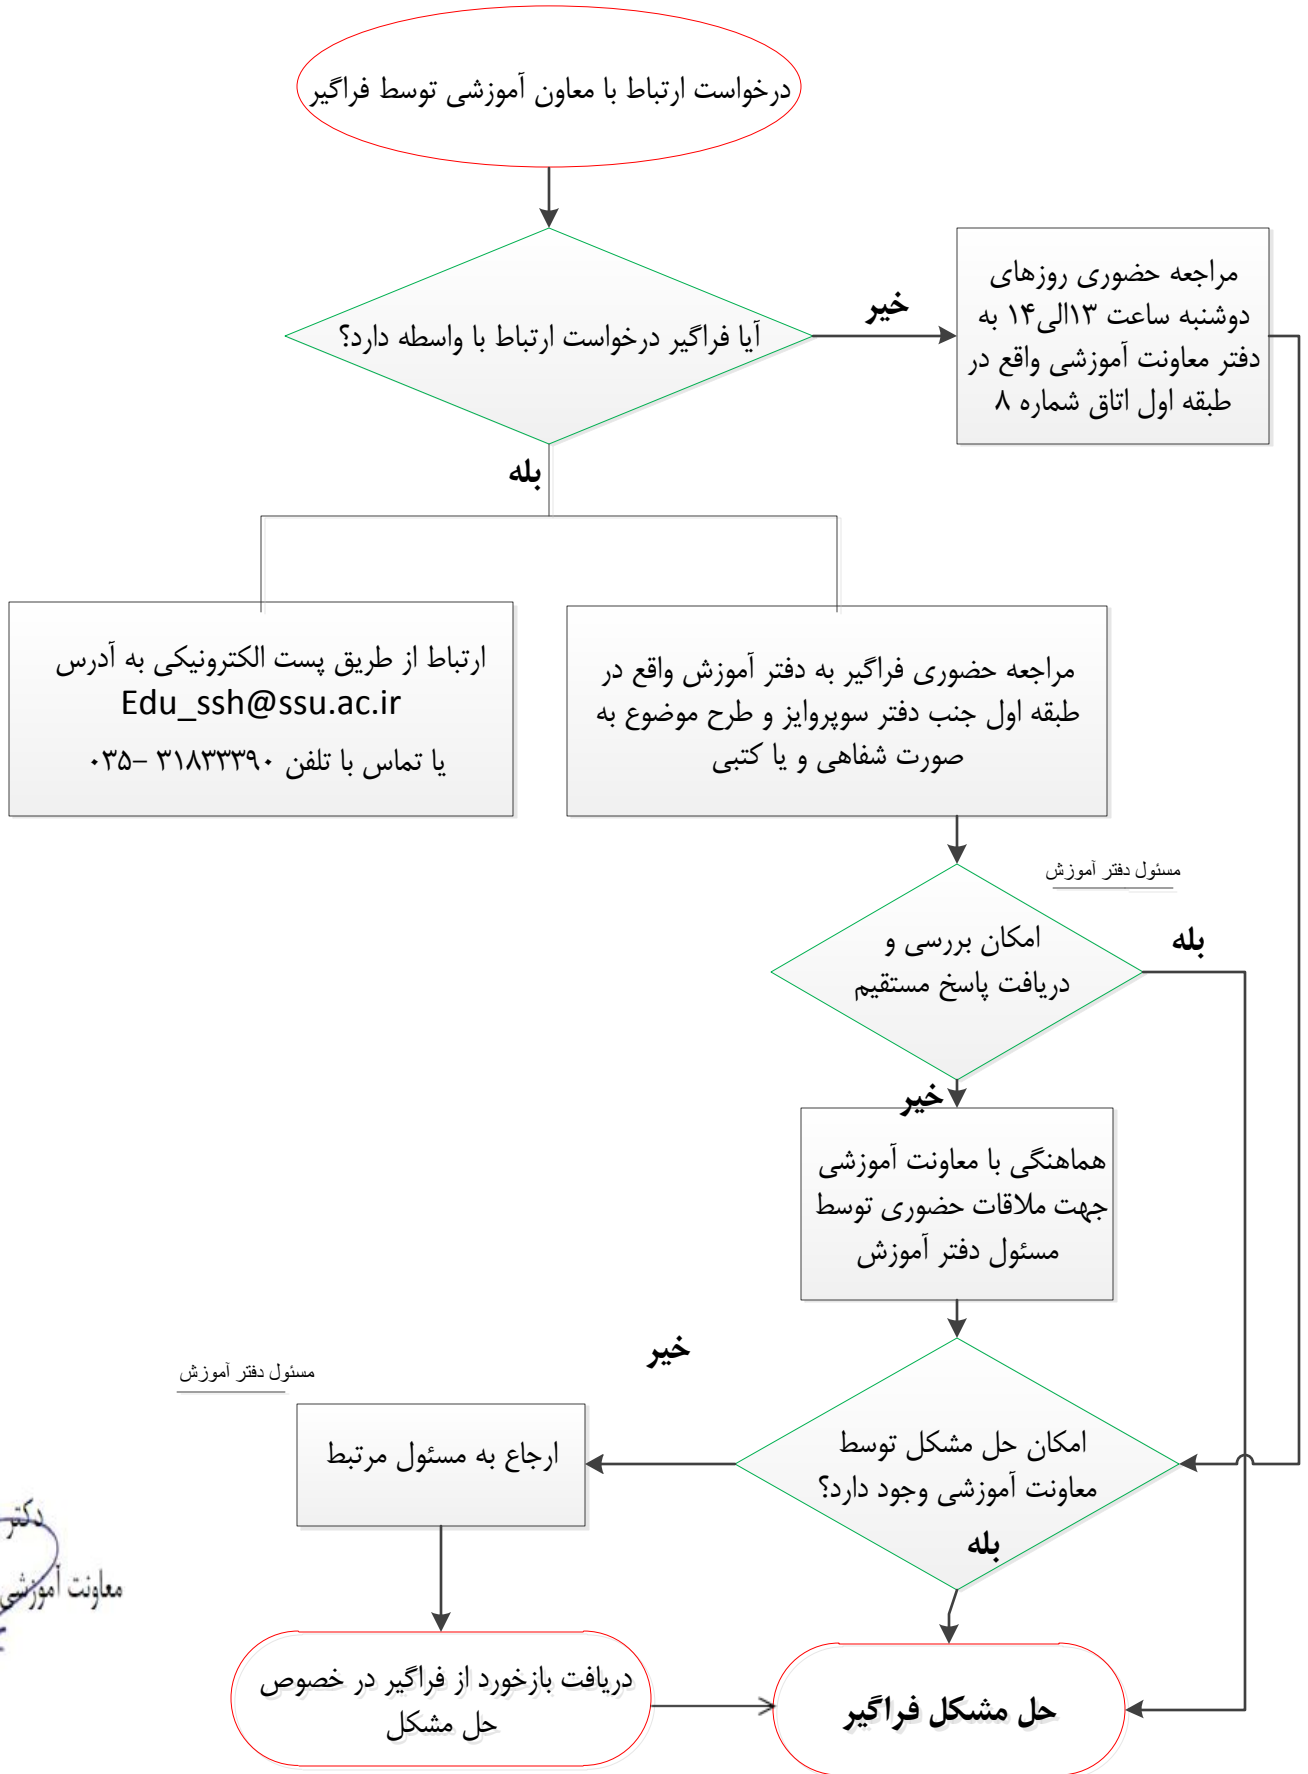 درخواست ارتباط با معاون آموزشی توسط فراگیر
آیا فراگیر درخواست ارتباط با واسطه دارد؟
خیر
مراجعه حضوری روزهای
دوشنبه ساعت ۱۳الی۱۴ به
دفتر معاونت آموزشی واقع در
طبقه اول اتاق شماره ۸
بله
مراجعه حضوری فراگیر به دفتر آموزش واقع در
طبقه اول جنب دفتر سوپروایز و طرح موضوع به
صورت شفاهی و یا کتبی
ارتباط از طریق پست الکترونیکی به آدرس
Edu_ssh@ssu.ac.ir
یا تماس با تلفن ۳۱۸۳۳۳۹۰ –۰۳۵
مسئول دفتر آموزش
امکان بررسی و
دریافت پاسخ مستقیم
بله
خیر
هماهنگی با معاونت آموزشی
جهت ملاقات حضوری توسط
مسئول دفتر آموزش
خیر
مسئول دفتر آموزش
امکان حل مشکل توسط
معاونت آموزشی وجود دارد؟
بله
ارجاع به مسئول مرتبط
دکتر
معاونت آموزشی
دریافت بازخورد از فراگیر در خصوص
حل مشکل
حل مشکل فراگیر